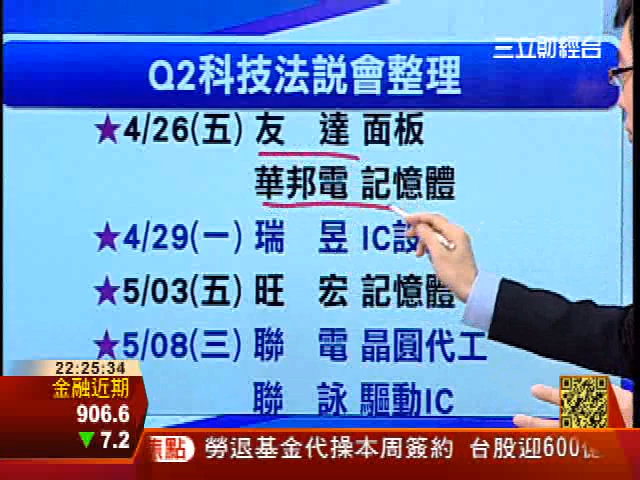 三立財經台
Q2科技法說會整理
★4/26(五) 友 達 面板
華邦電 記憶體
★4/29(一) 瑞 昱 IC設
★5/03(五) 旺 宏 記憶體
★5/08(三) 聯 電 晶圓代工
聯 詠 驅動IC
22:25:34
金融近期
906.6
▼7.2
焦點 勞退基金代操本周簽約 台股迎600億